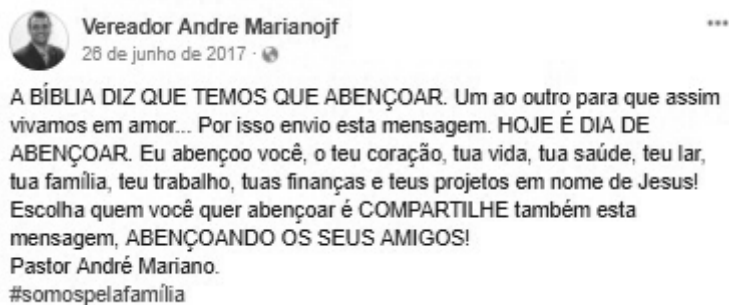 Vereador Andre Marianojf
26 de junho de 2017 ·
A BÍBLIA DIZ QUE TEMOS QUE ABENÇOAR. Um ao outro para que assim
vivamos em amor... Por isso envio esta mensagem. HOJE É DIA DE
ABENÇOAR. Eu abençoo você, o teu coração, tua vida, tua saúde, teu lar,
tua família, teu trabalho, tuas finanças e teus projetos em nome de Jesus!
Escolha quem você quer abençoar é COMPARTILHE também esta
mensagem, ABENÇOANDO OS SEUS AMIGOS!
Pastor André Mariano.
#somospelafamília